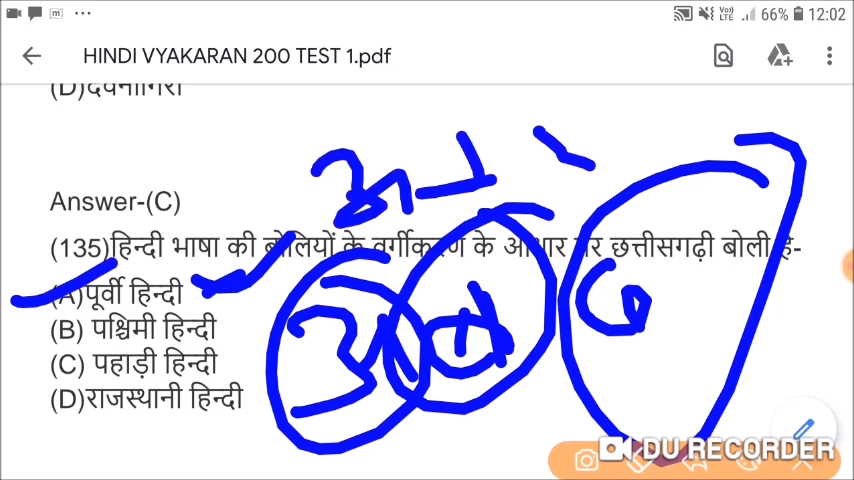 66% 12:02
HINDI VYAKARAN 200 TEST 1.pdf
(D)देवनागिरी
Answer-(C)
(135)हिन्दी भाषा की बोलियों के वर्गीकरण के आधार पर छत्तीसगढ़ी बोली है-
(A)पूर्वी हिन्दी
(B) पश्चिमी हिन्दी
(C) पहाड़ी हिन्दी
(D)राजस्थानी हिन्दी
DU RECORDER